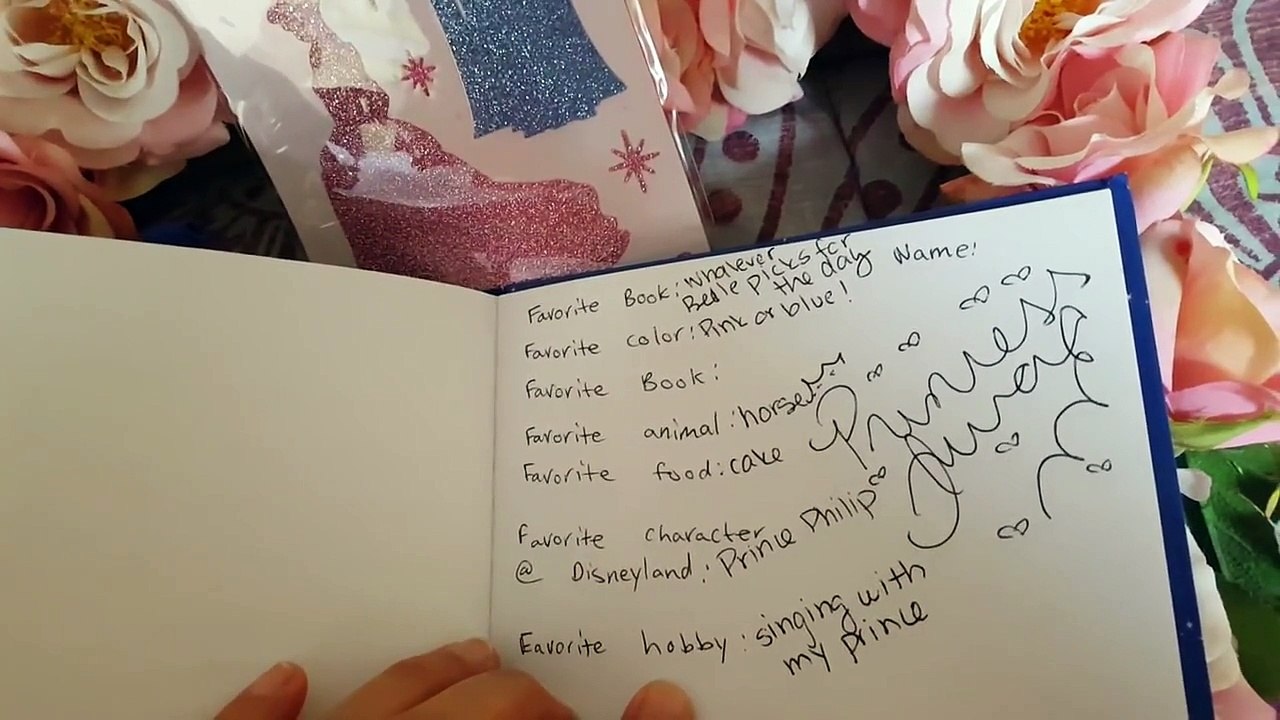 Favorite Book: whatever
Belle picks for
the day
Name:
Favorite color: Pink or blue!
Favorite Book:
Favorite animal: horse
Favorite food: cake
Princess
Aurora
Favorite character
@ Disneyland: Prince Philip
Favorite hobby: singing with
my prince